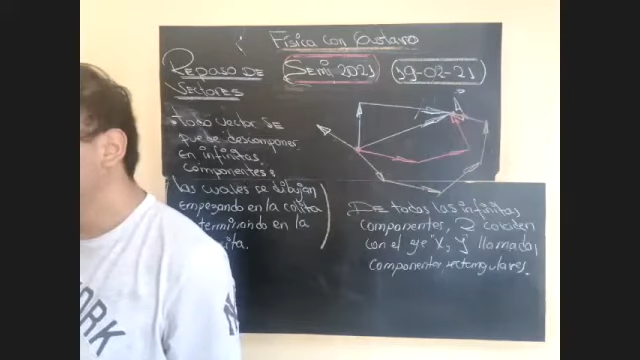 Física con Gustavo
REPASO DE
VECTORES
Semi 2021
19-02-21
TODO VECTOR SE
puede descomponer
en infinitas
componentes
las cuales se dibujan
empezando en la colita
terminando en la
DE todas las infinitas
componentes, 2 coinciden
con el eje X, y llamada
componentes rectangulares.
YORK